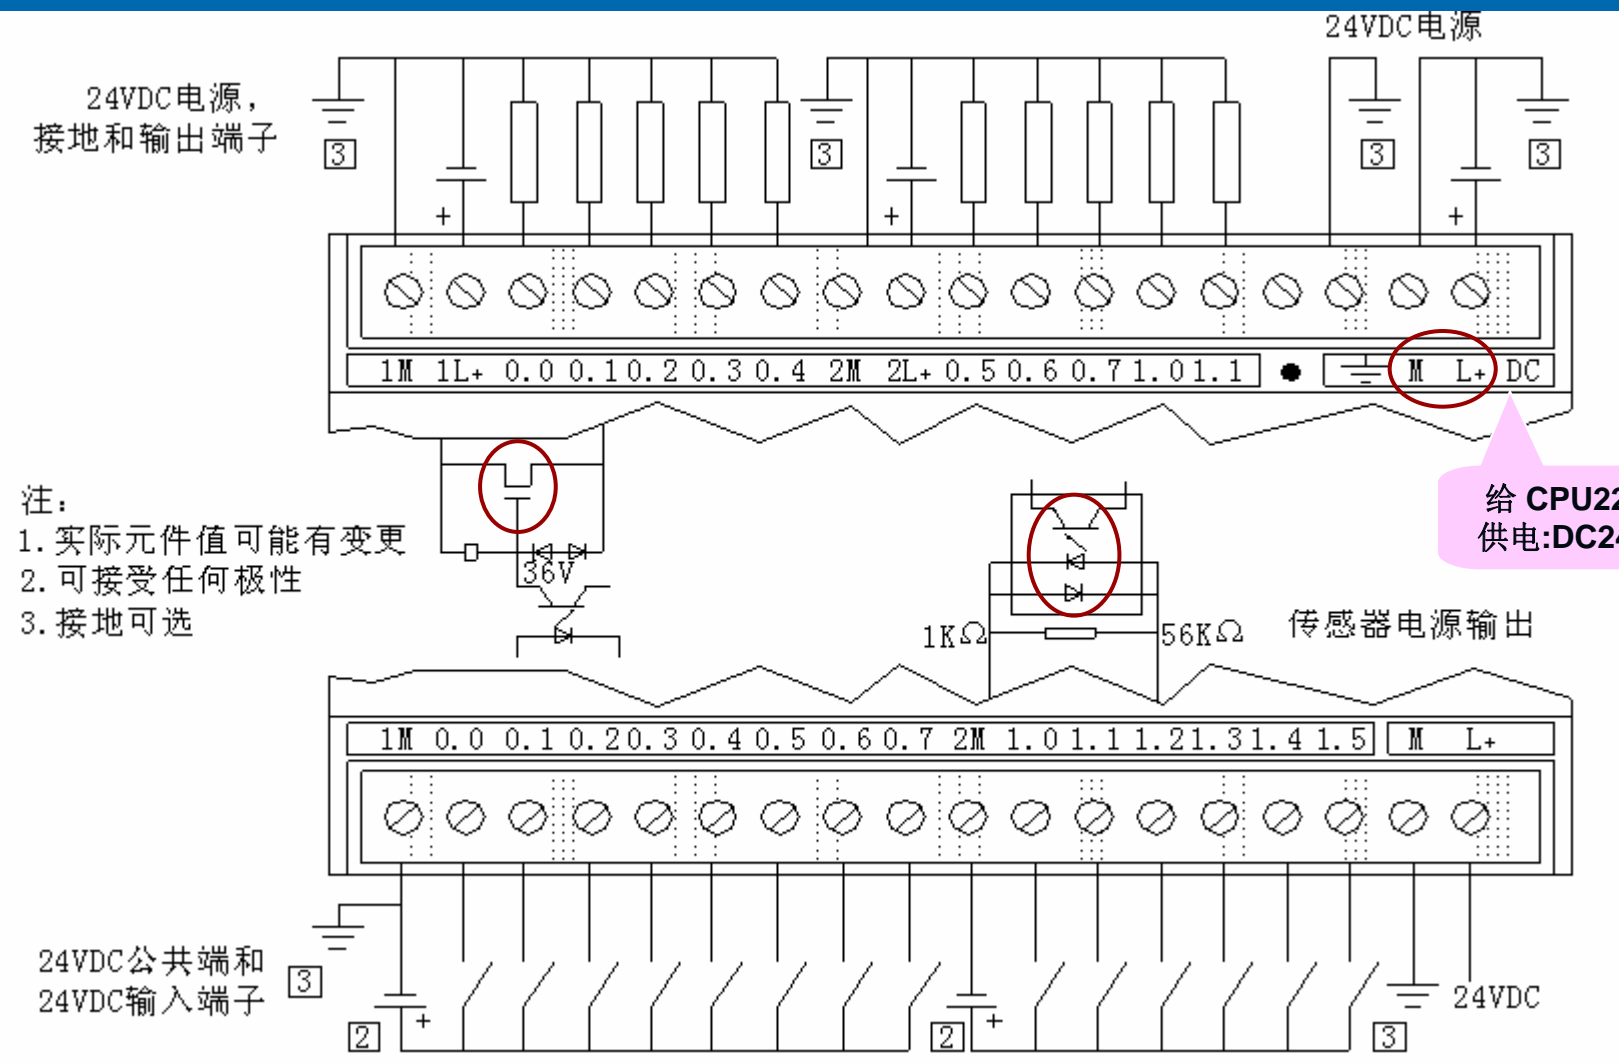 24VDC电源
24VDC电源，
接地和输出端子
3 3 3 3
+ + +
1M 1L+ 0.0 0.1 0.2 0.3 0.4 2M 2L+ 0.5 0.6 0.7 1.0 1.1 M L+ DC
给 CPU22
供电:DC24
注：
1.实际元件值可能有变更
2.可接受任何极性
3.接地可选
36V
1KΩ 56KΩ
传感器电源输出
1M 0.0 0.1 0.2 0.3 0.4 0.5 0.6 0.7 2M 1.0 1.1 1.2 1.3 1.4 1.5 M L+
24VDC公共端和
24VDC输入端子
3
24VDC
2 + 2 + 3